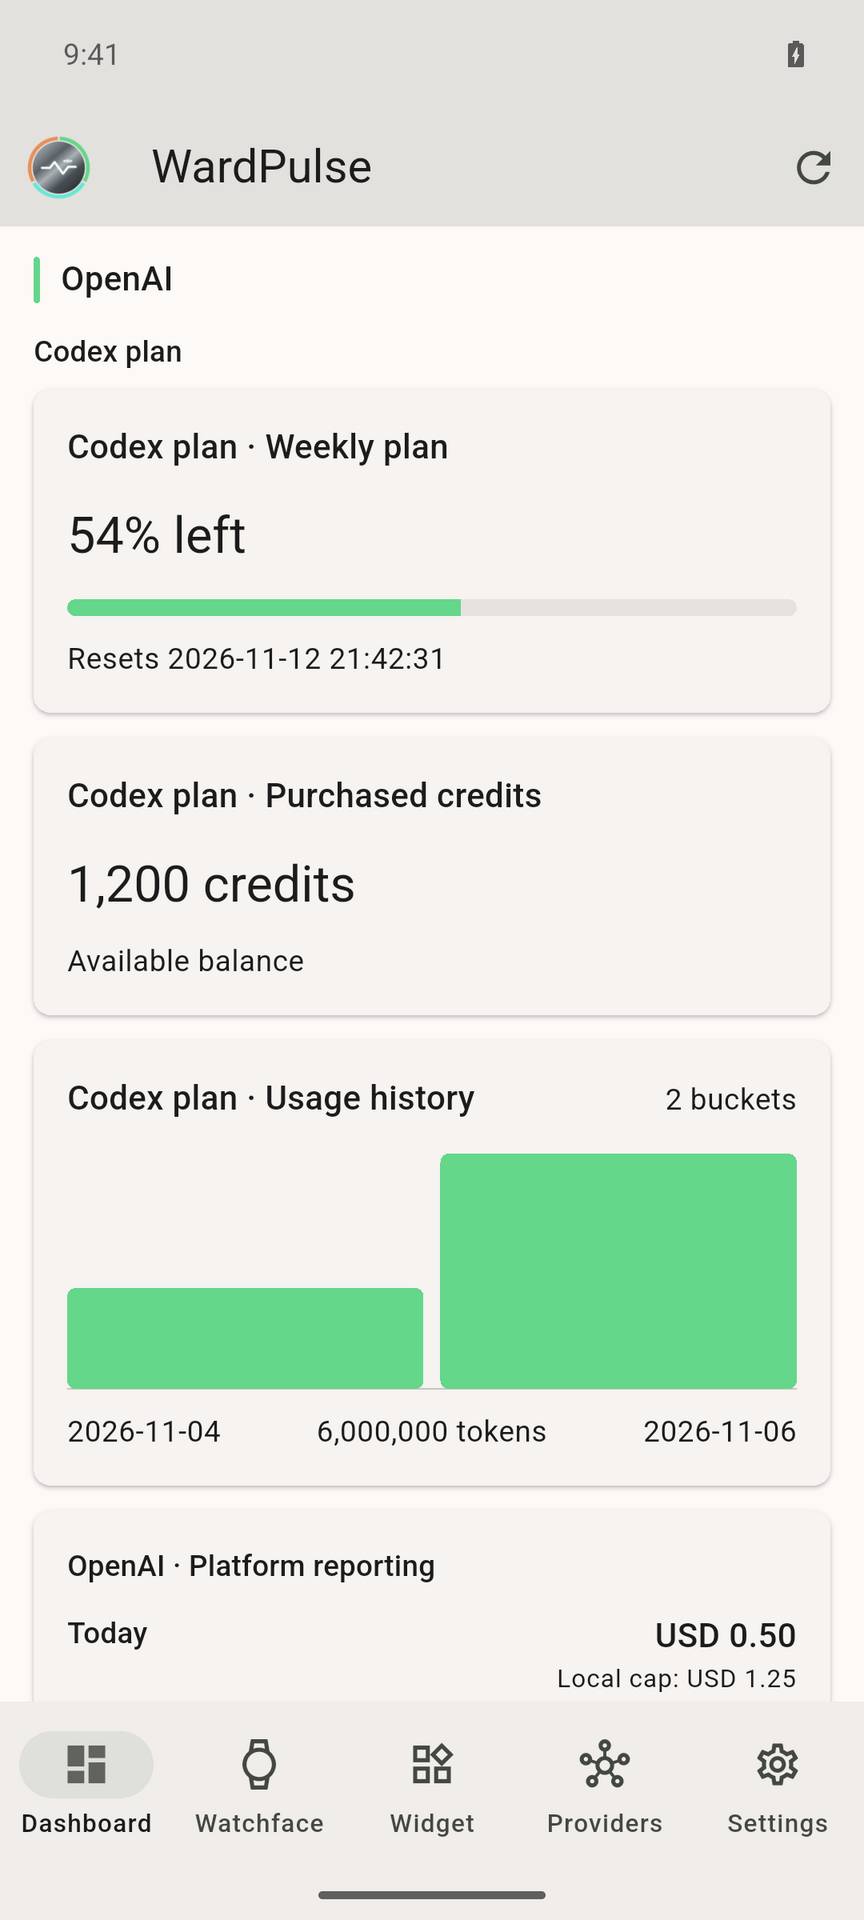 9:41
WardPulse
OpenAI
Codex plan
Codex plan · Weekly plan
54% left
Resets 2026-11-12 21:42:31
Codex plan · Purchased credits
1,200 credits
Available balance
Codex plan · Usage history 2 buckets
2026-11-04 6,000,000 tokens 2026-11-06
OpenAI · Platform reporting
Today USD 0.50
Local cap: USD 1.25
Dashboard Watchface Widget Providers Settings